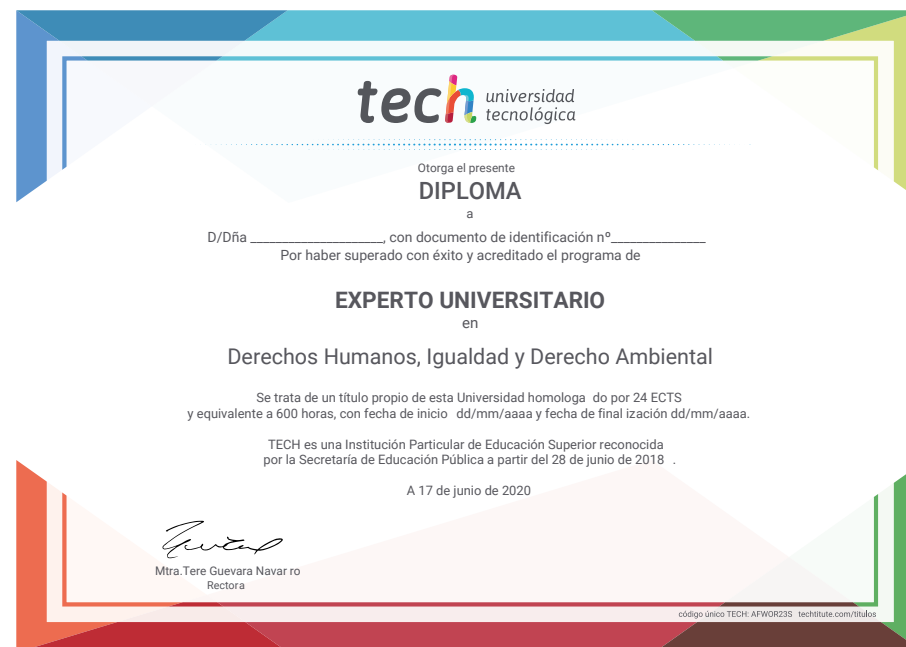 tech universidad
tecnológica
Otorga el presente
DIPLOMA
a
D/Dña ___________________, con documento de identificación nº______________
Por haber superado con éxito y acreditado el programa de
EXPERTO UNIVERSITARIO
en
Derechos Humanos, Igualdad y Derecho Ambiental
Se trata de un título propio de esta Universidad homologa do por 24 ECTS
y equivalente a 600 horas, con fecha de inicio dd/mm/aaaa y fecha de final ización dd/mm/aaaa.
TECH es una Institución Particular de Educación Superior reconocida
por la Secretaría de Educación Pública a partir del 28 de junio de 2018 .
A 17 de junio de 2020
Mtra.Tere Guevara Navar ro
Rectora
código único TECH: AFWOR23S techtitute.com/titulos